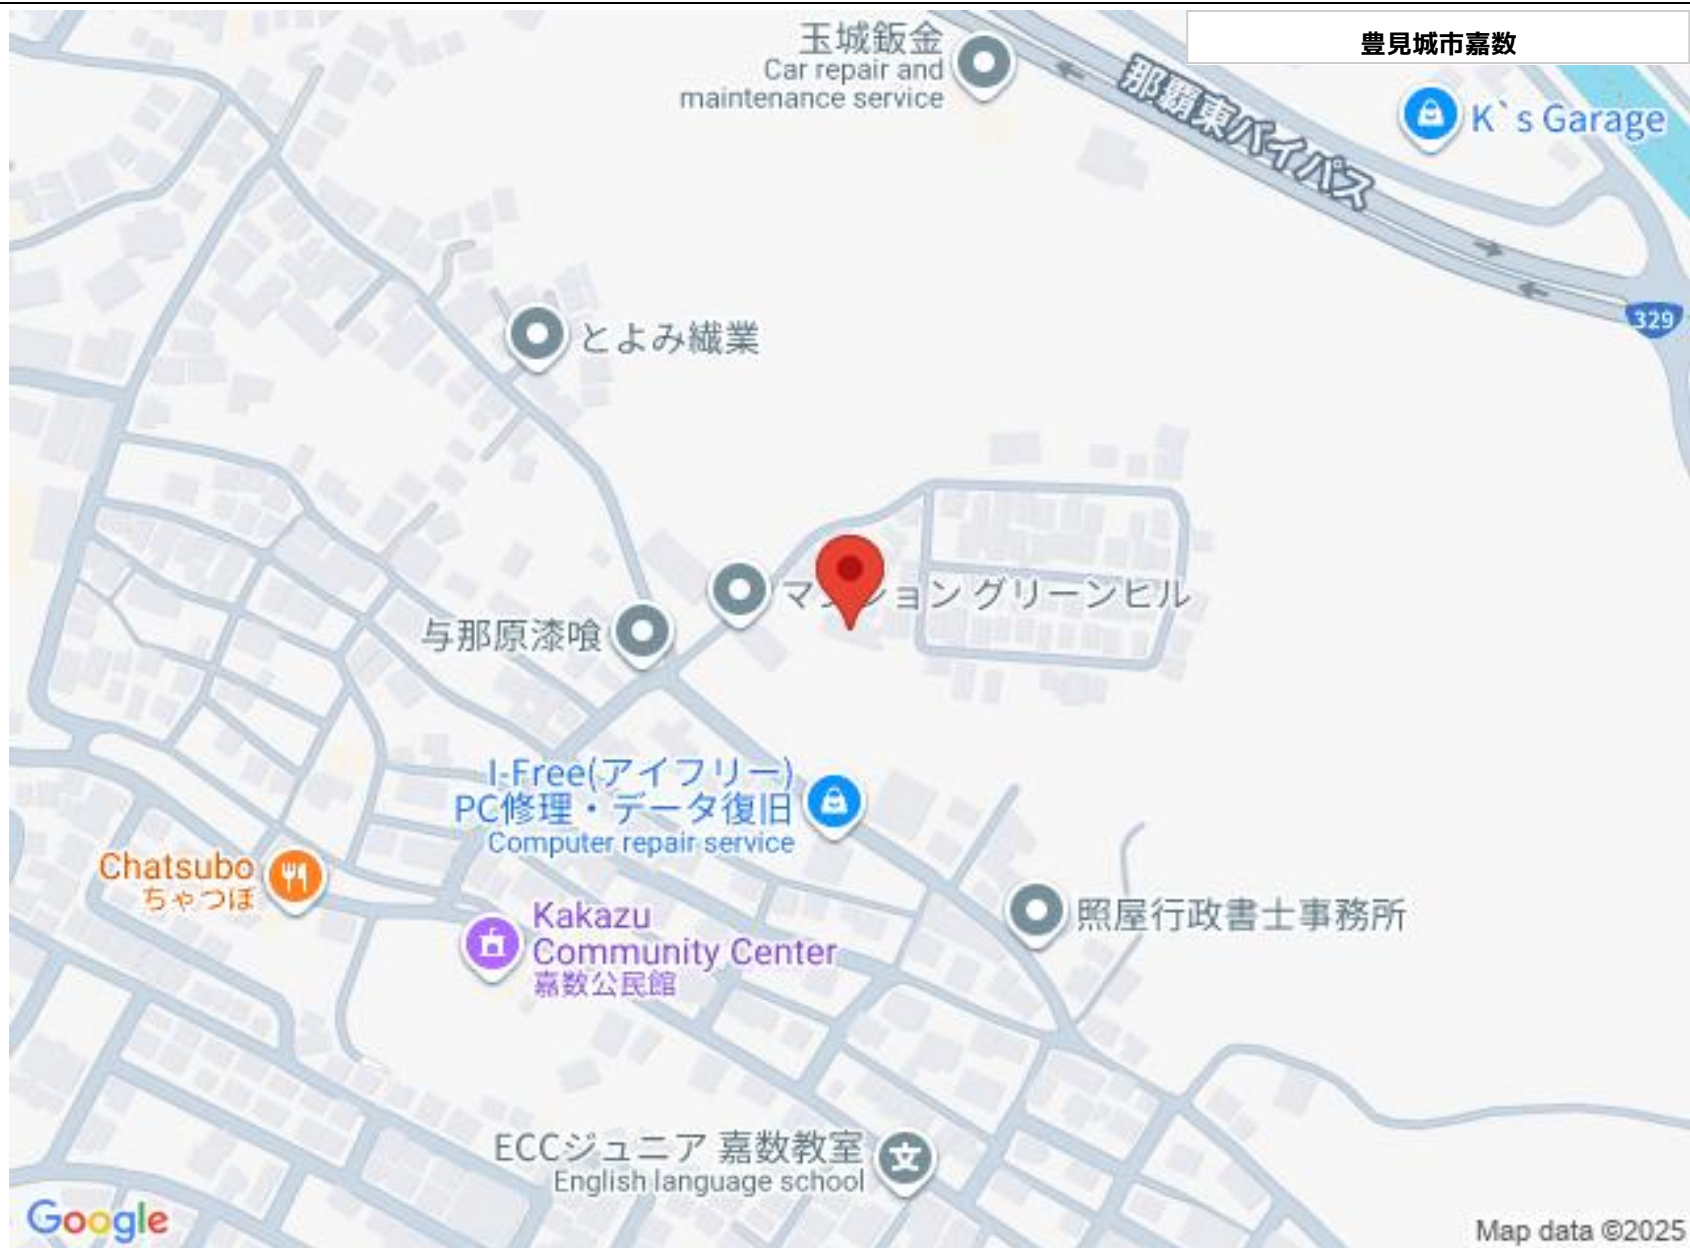 豊見城市嘉数
玉城鈑金
Car repair and
maintenance service
那覇東バイパス
K`s Garage
329
とよみ繊業
マンション グリーンヒル
与那原漆喰
I-Free(アイフリー)
PC修理・データ復旧
Computer repair service
Chatsubo
ちゃつぼ
Kakazu
Community Center
嘉数公民館
照屋行政書士事務所
ECCジュニア 嘉数教室
English language school
文
Google
Map data ©2025